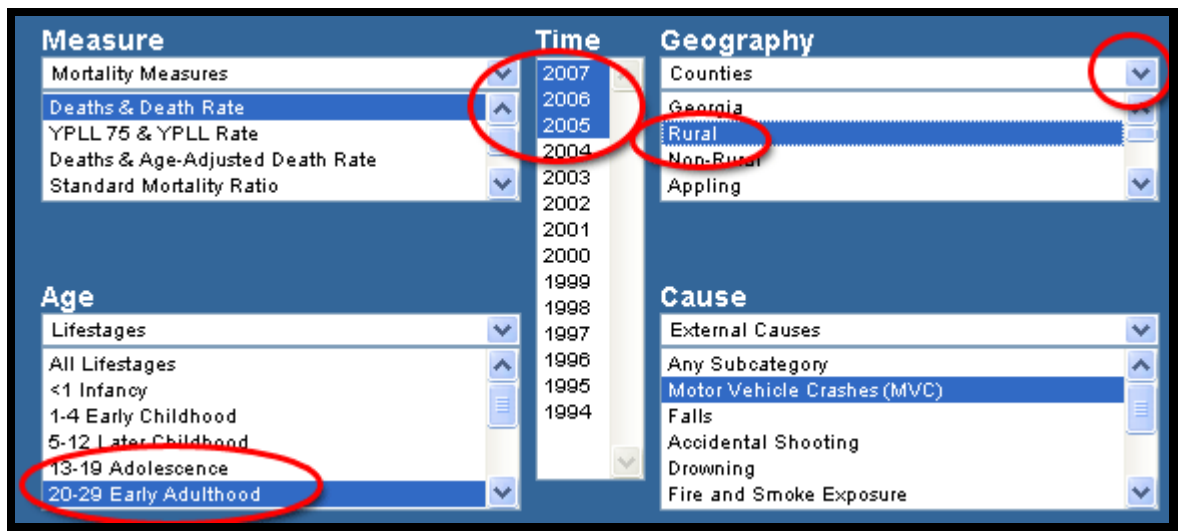 Measure
Mortality Measures
Deaths & Death Rate
YPLL 75 & YPLL Rate
Deaths & Age-Adjusted Death Rate
Standard Mortality Ratio
Time
2007
2006
2005
2004
2003
2002
2001
2000
1999
1998
1997
1996
1995
1994
Geography
Counties
Georgia
Rural
Non-Rural
Appling
Age
Lifestages
All Lifestages
<1 Infancy
1-4 Early Childhood
5-12 Later Childhood
13-19 Adolescence
20-29 Early Adulthood
Cause
External Causes
Any Subcategory
Motor Vehicle Crashes (MVC)
Falls
Accidental Shooting
Drowning
Fire and Smoke Exposure